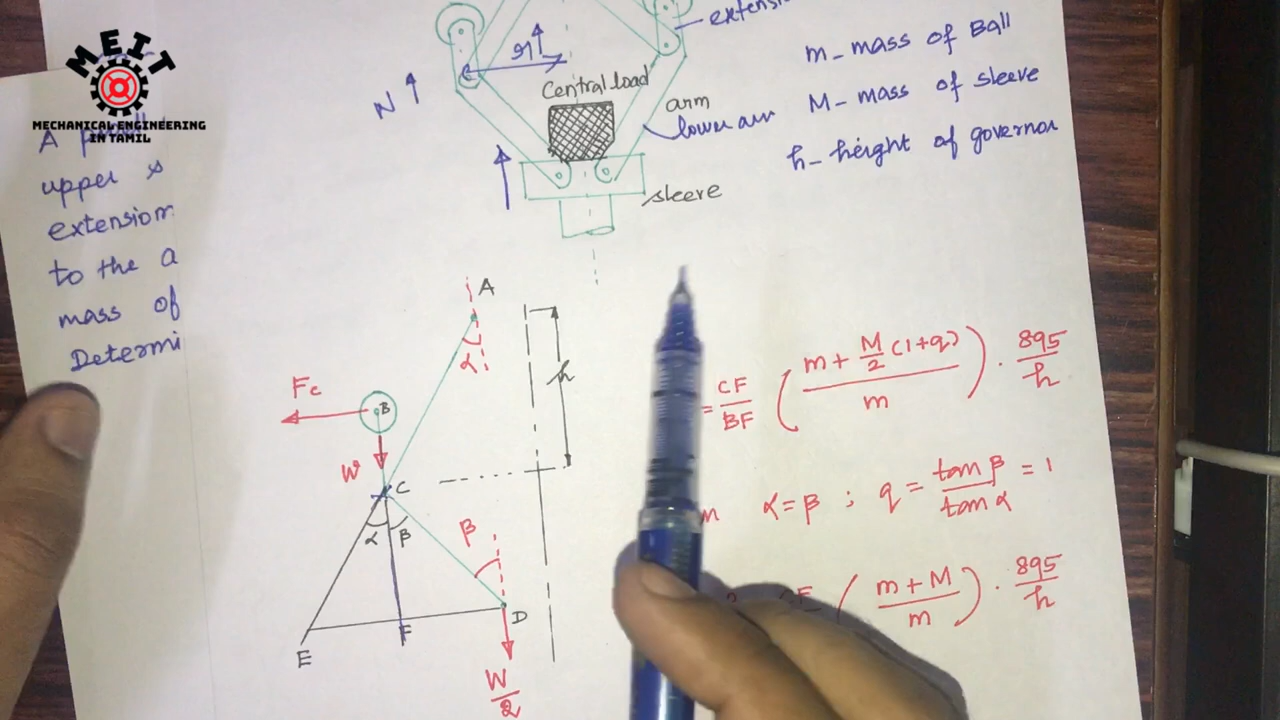 MEIT
MECHANICAL ENGINEERING
IN TAMIL
A
upper
extension
to the a
mass of
Determi
N
Central load
arm
lower arm
sleeve
m - mass of Ball
M - mass of sleeve
h - height of governor
A
α
h
Fc
B
W
C
α β
β
E
F
D
W/2
= CF/BF ( (m + M/2 (1+q))/m ) . 895/h
α = β ; q = tan β/tan α = 1
( (m + M)/m ) . 895/h